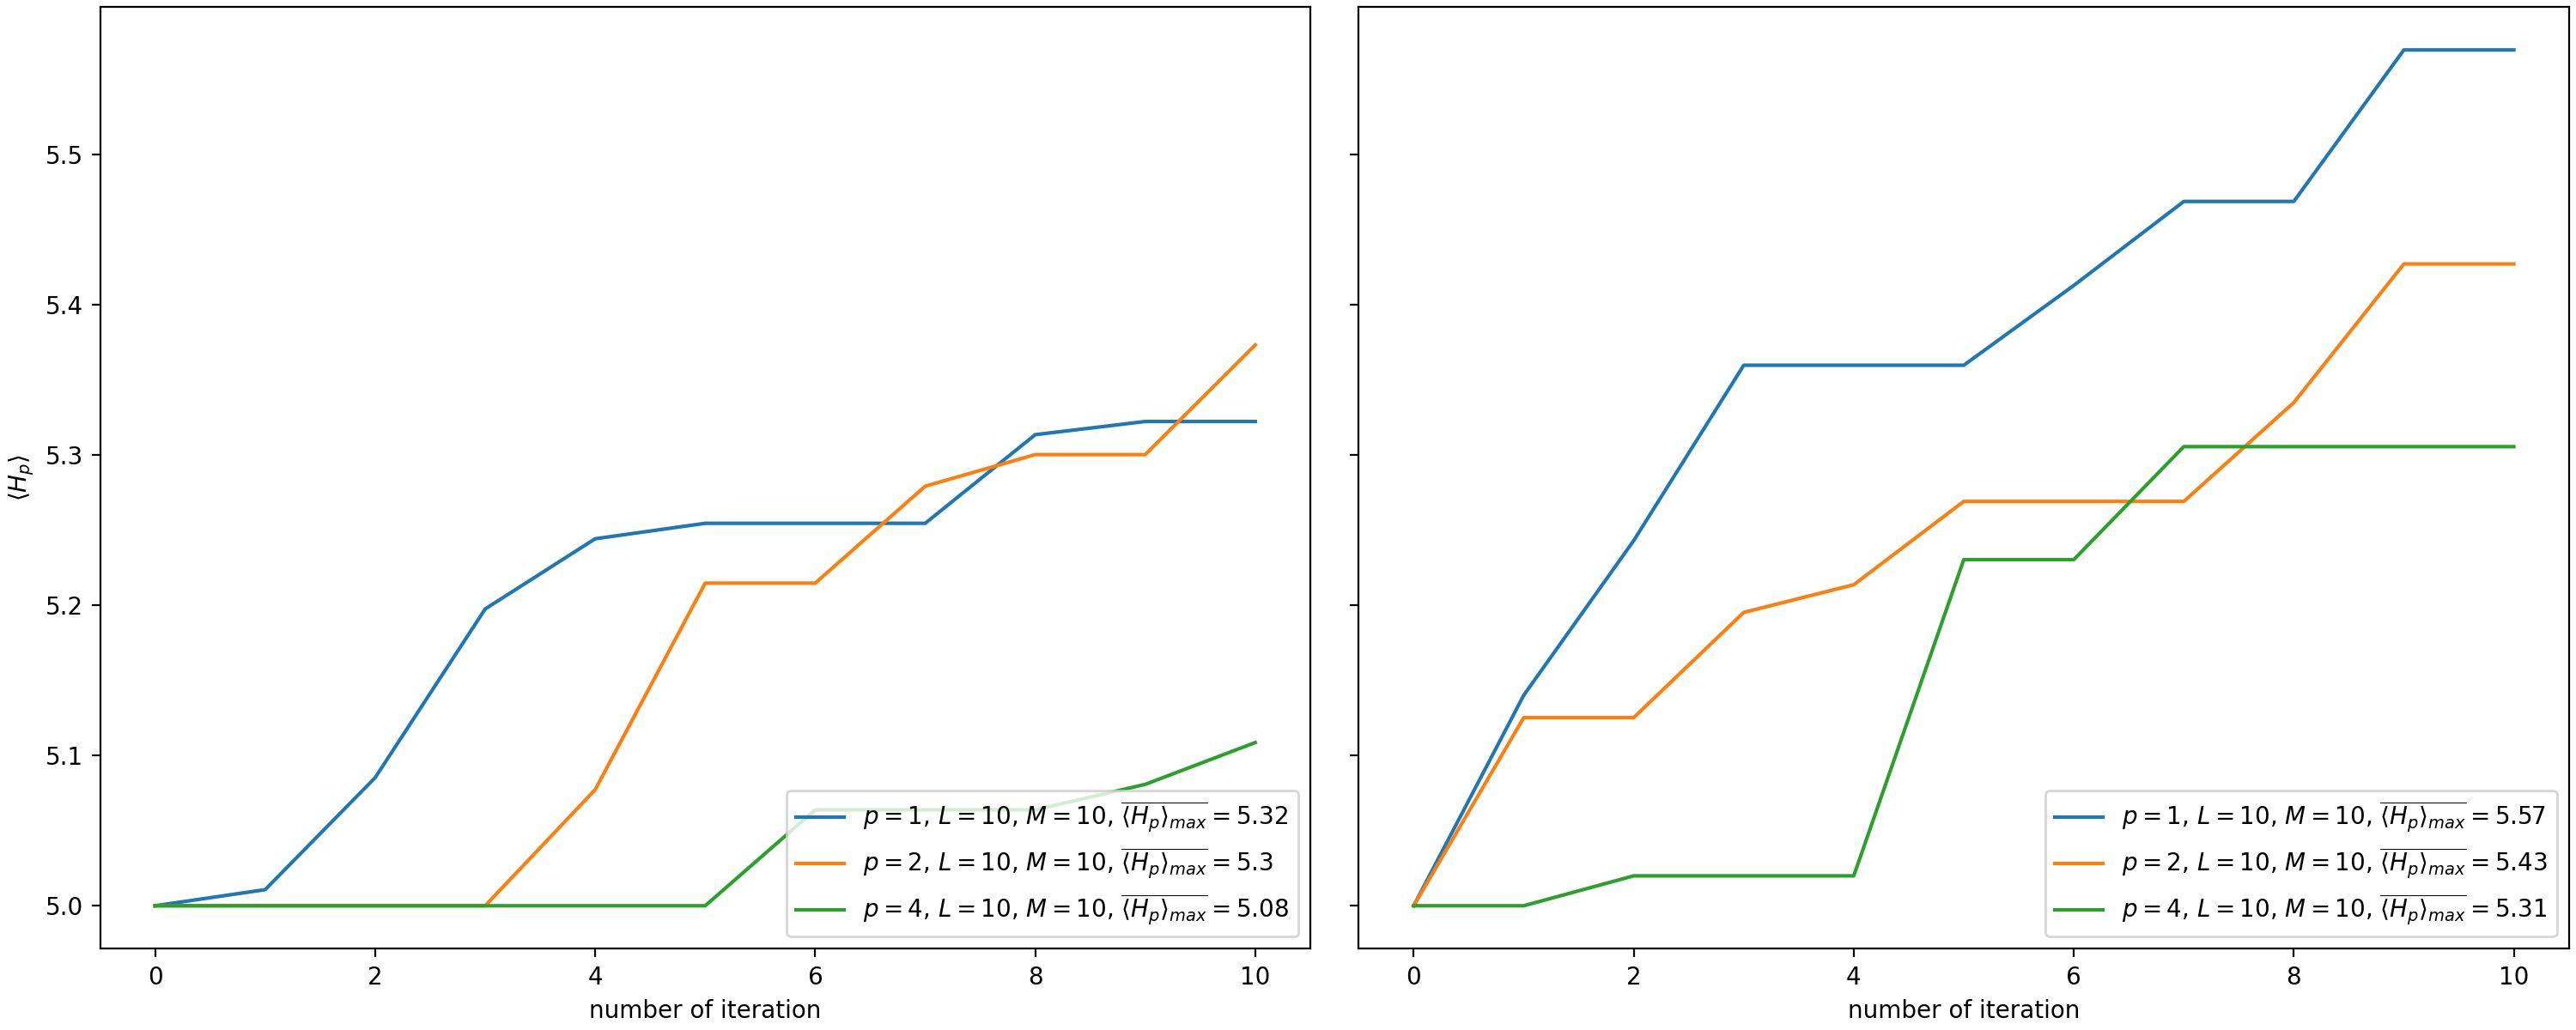 5.5
5.4
5.3
5.2
5.1
5.0
⟨H_p⟩
p = 1, L = 10, M = 10, \overline{⟨H_p⟩}_{max} = 5.32
p = 2, L = 10, M = 10, \overline{⟨H_p⟩}_{max} = 5.3
p = 4, L = 10, M = 10, \overline{⟨H_p⟩}_{max} = 5.08
0 2 4 6 8 10
number of iteration
p = 1, L = 10, M = 10, \overline{⟨H_p⟩}_{max} = 5.57
p = 2, L = 10, M = 10, \overline{⟨H_p⟩}_{max} = 5.43
p = 4, L = 10, M = 10, \overline{⟨H_p⟩}_{max} = 5.31
0 2 4 6 8 10
number of iteration